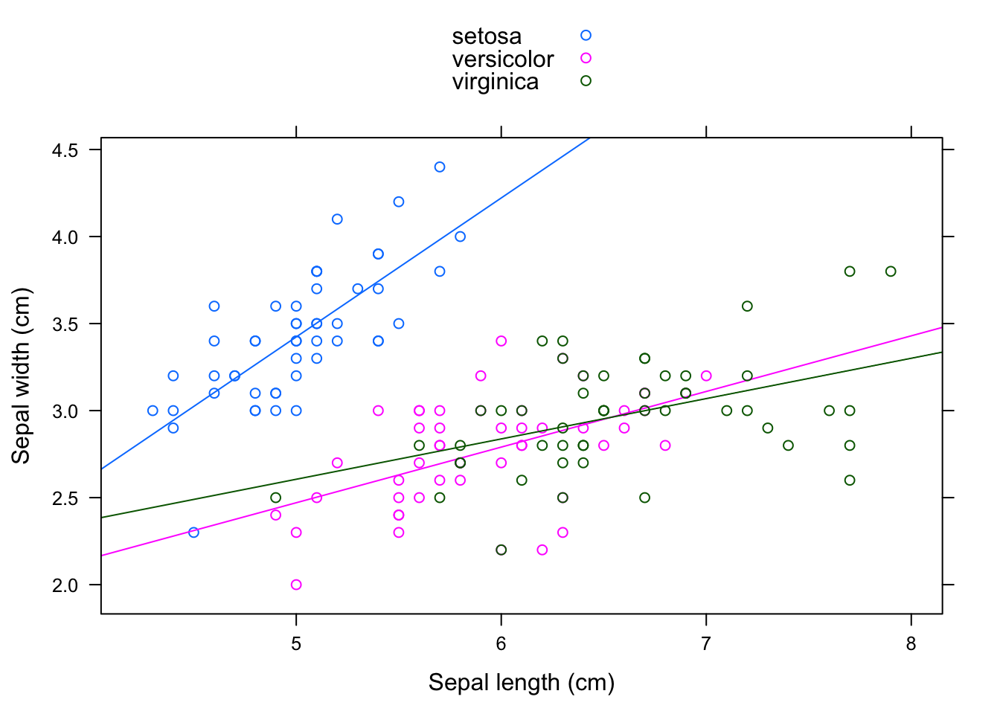 setosa
versicolor
virginica
4.5
4.0
3.5
3.0
2.5
2.0
Sepal width (cm)
5 6 7 8
Sepal length (cm)